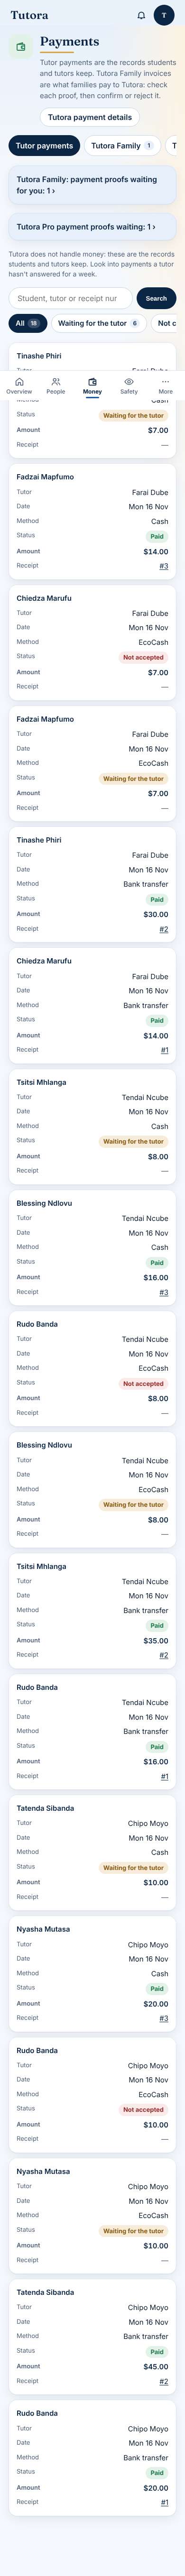 Tutora
T
Payments
Tutor payments are the records students
and tutors keep. Tutora Family invoices
are what families pay Tutora: check
each proof, then confirm or reject it.
Tutora payment details
Tutor payments
Tutora Family 1
T
Tutora Family: payment proofs waiting
for you: 1 ›
Tutora Pro payment proofs waiting: 1 ›
Tutora does not handle money: these are the records
students and tutors keep. Look into payments a tutor
hasn't answered for a week.
Student, tutor or receipt nur
Search
All 18
Waiting for the tutor 6
Not c
Tinashe Phiri
Overview
People
Money
Safety
More
Status Waiting for the tutor
Amount $7.00
Receipt —
Fadzai Mapfumo
Tutor Farai Dube
Date Mon 16 Nov
Method Cash
Status Paid
Amount $14.00
Receipt #3
Chiedza Marufu
Tutor Farai Dube
Date Mon 16 Nov
Method EcoCash
Status Not accepted
Amount $7.00
Receipt —
Fadzai Mapfumo
Tutor Farai Dube
Date Mon 16 Nov
Method EcoCash
Status Waiting for the tutor
Amount $7.00
Receipt —
Tinashe Phiri
Tutor Farai Dube
Date Mon 16 Nov
Method Bank transfer
Status Paid
Amount $30.00
Receipt #2
Chiedza Marufu
Tutor Farai Dube
Date Mon 16 Nov
Method Bank transfer
Status Paid
Amount $14.00
Receipt #1
Tsitsi Mhlanga
Tutor Tendai Ncube
Date Mon 16 Nov
Method Cash
Status Waiting for the tutor
Amount $8.00
Receipt —
Blessing Ndlovu
Tutor Tendai Ncube
Date Mon 16 Nov
Method Cash
Status Paid
Amount $16.00
Receipt #3
Rudo Banda
Tutor Tendai Ncube
Date Mon 16 Nov
Method EcoCash
Status Not accepted
Amount $8.00
Receipt —
Blessing Ndlovu
Tutor Tendai Ncube
Date Mon 16 Nov
Method EcoCash
Status Waiting for the tutor
Amount $8.00
Receipt —
Tsitsi Mhlanga
Tutor Tendai Ncube
Date Mon 16 Nov
Method Bank transfer
Status Paid
Amount $35.00
Receipt #2
Rudo Banda
Tutor Tendai Ncube
Date Mon 16 Nov
Method Bank transfer
Status Paid
Amount $16.00
Receipt #1
Tatenda Sibanda
Tutor Chipo Moyo
Date Mon 16 Nov
Method Cash
Status Waiting for the tutor
Amount $10.00
Receipt —
Nyasha Mutasa
Tutor Chipo Moyo
Date Mon 16 Nov
Method Cash
Status Paid
Amount $20.00
Receipt #3
Rudo Banda
Tutor Chipo Moyo
Date Mon 16 Nov
Method EcoCash
Status Not accepted
Amount $10.00
Receipt —
Nyasha Mutasa
Tutor Chipo Moyo
Date Mon 16 Nov
Method EcoCash
Status Waiting for the tutor
Amount $10.00
Receipt —
Tatenda Sibanda
Tutor Chipo Moyo
Date Mon 16 Nov
Method Bank transfer
Status Paid
Amount $45.00
Receipt #2
Rudo Banda
Tutor Chipo Moyo
Date Mon 16 Nov
Method Bank transfer
Status Paid
Amount $20.00
Receipt #1